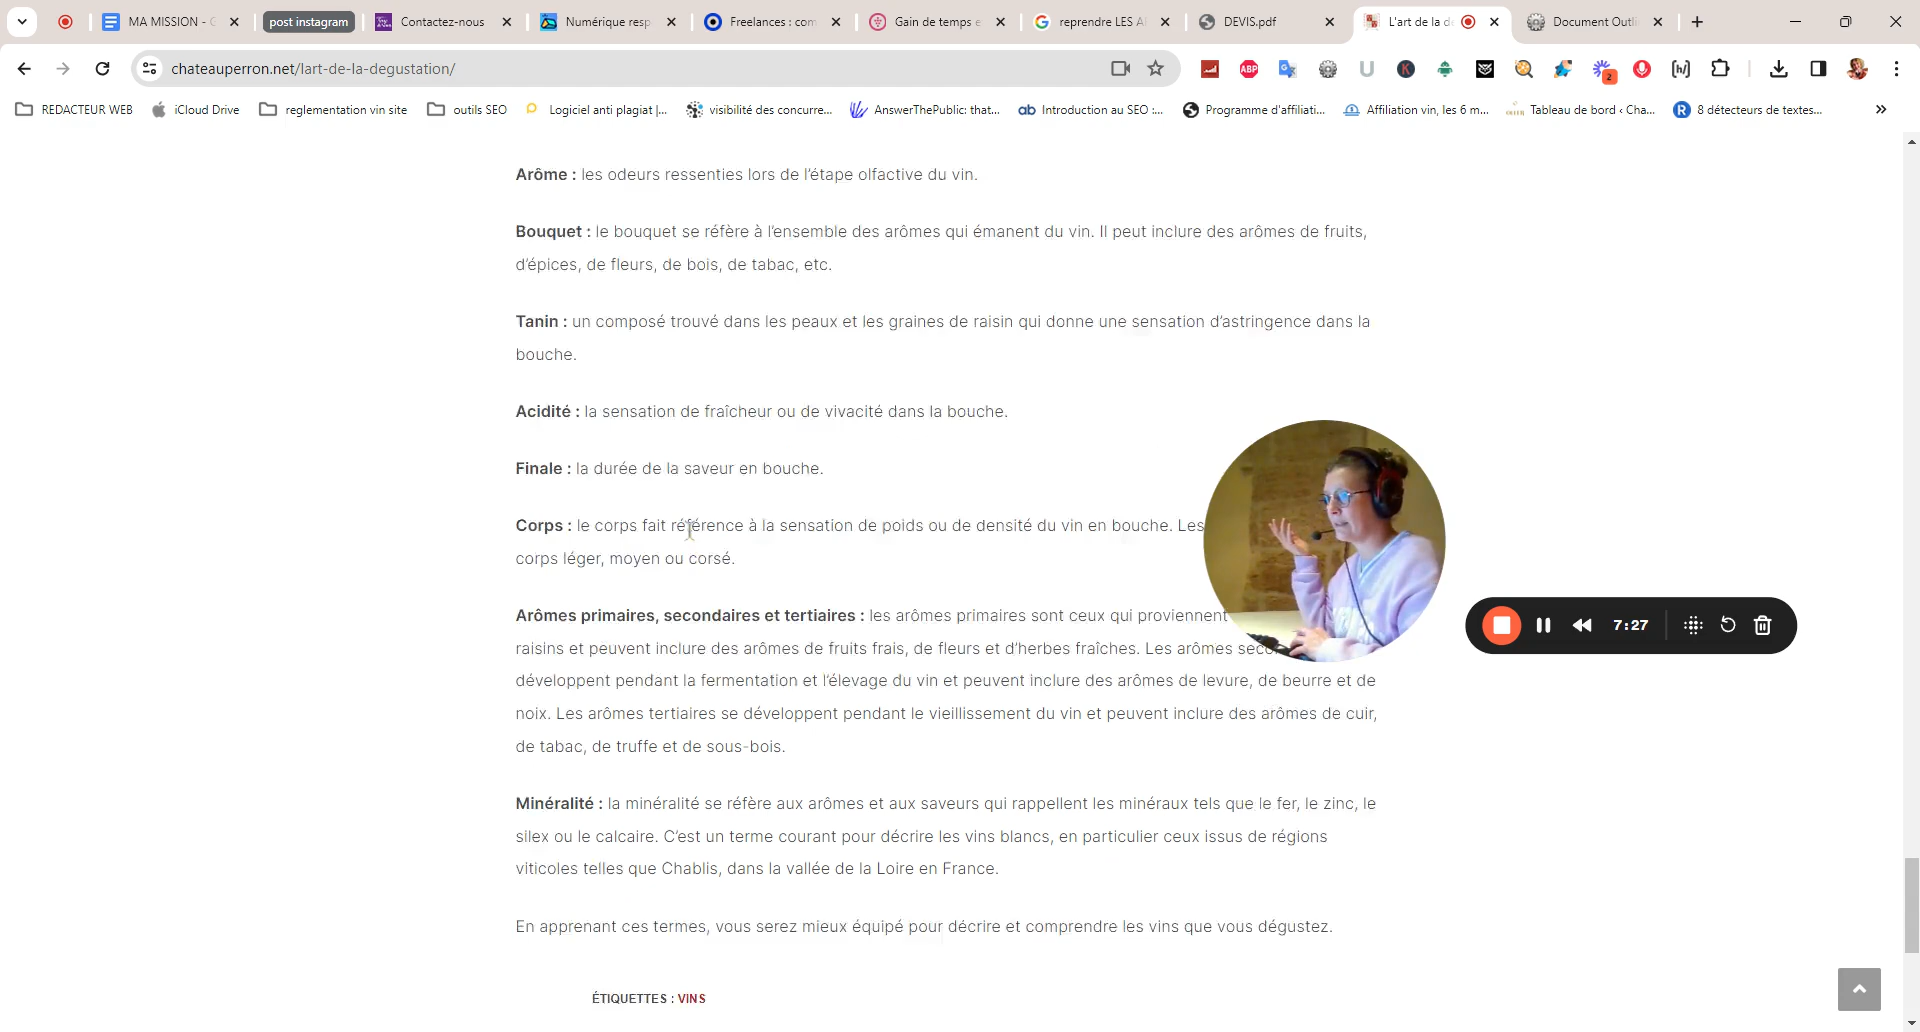 MA MISSION - G
post instagram
Contactez-nous
Numérique resp
Freelances : com
Gain de temps e
reprendre LES A
DEVIS.pdf
L'art de la d
Document Outli
chateauperron.net/lart-de-la-degustation/
ABP
U
K
2
[h/]
REDACTEUR WEB
iCloud Drive
reglementation vin site
outils SEO
Logiciel anti plagiat |...
visibilité des concurre...
AnswerThePublic: that...
ab Introduction au SEO :...
Programme d'affiliati...
Affiliation vin, les 6 m...
Tableau de bord ‹ Cha...
R 8 détecteurs de textes...
»
Arôme : les odeurs ressenties lors de l'étape olfactive du vin.
Bouquet : le bouquet se réfère à l'ensemble des arômes qui émanent du vin. Il peut inclure des arômes de fruits,
d'épices, de fleurs, de bois, de tabac, etc.
Tanin : un composé trouvé dans les peaux et les graines de raisin qui donne une sensation d'astringence dans la
bouche.
Acidité : la sensation de fraîcheur ou de vivacité dans la bouche.
Finale : la durée de la saveur en bouche.
Corps : le corps fait référence à la sensation de poids ou de densité du vin en bouche. Les
corps léger, moyen ou corsé.
Arômes primaires, secondaires et tertiaires : les arômes primaires sont ceux qui proviennent
raisins et peuvent inclure des arômes de fruits frais, de fleurs et d'herbes fraîches. Les arômes seco
développent pendant la fermentation et l'élevage du vin et peuvent inclure des arômes de levure, de beurre et de
noix. Les arômes tertiaires se développent pendant le vieillissement du vin et peuvent inclure des arômes de cuir,
de tabac, de truffe et de sous-bois.
7:27
Minéralité : la minéralité se réfère aux arômes et aux saveurs qui rappellent les minéraux tels que le fer, le zinc, le
silex ou le calcaire. C'est un terme courant pour décrire les vins blancs, en particulier ceux issus de régions
viticoles telles que Chablis, dans la vallée de la Loire en France.
En apprenant ces termes, vous serez mieux équipé pour décrire et comprendre les vins que vous dégustez.
ÉTIQUETTES : VINS